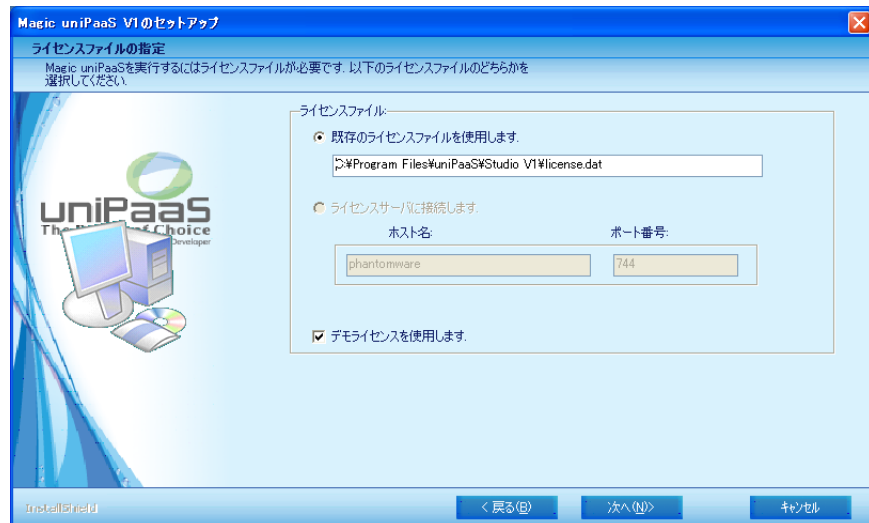 Magic uniPaaS V1のセットアップ
ライセンスファイルの指定
Magic uniPaaSを実行するにはライセンスファイルが必要です. 以下のライセンスファイルのどちらかを
選択してください.
ライセンスファイル:
既存のライセンスファイルを使用します.
C:¥Program Files¥uniPaaS¥Studio V1¥license.dat
ライセンスサーバに接続します.
ホスト名:
ポート番号:
phantomware
744
デモライセンスを使用します.
uniPaaS
The of Choice
Developer
InstallShield
< 戻る(B)
次へ(N)>
キャンセル